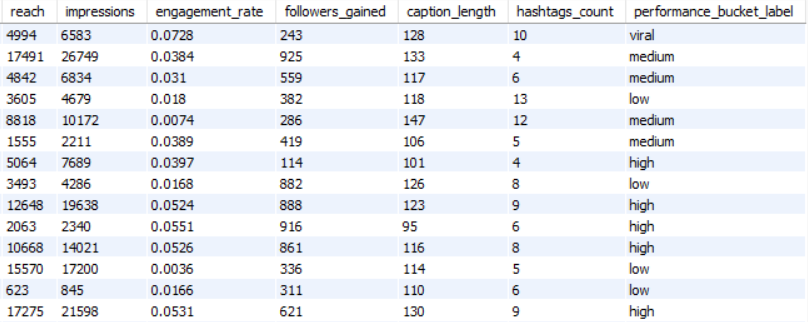 reach impressions engagement_rate followers_gained caption_length hashtags_count performance_bucket_label
4994 6583 0.0728 243 128 10 viral
17491 26749 0.0384 925 133 4 medium
4842 6834 0.031 559 117 6 medium
3605 4679 0.018 382 118 13 low
8818 10172 0.0074 286 147 12 medium
1555 2211 0.0389 419 106 5 medium
5064 7689 0.0397 114 101 4 high
3493 4286 0.0168 882 126 8 low
12648 19638 0.0524 888 123 9 high
2063 2340 0.0551 916 95 6 high
10668 14021 0.0526 861 116 8 high
15570 17200 0.0036 336 114 5 low
623 845 0.0166 311 110 6 low
17275 21598 0.0531 621 130 9 high